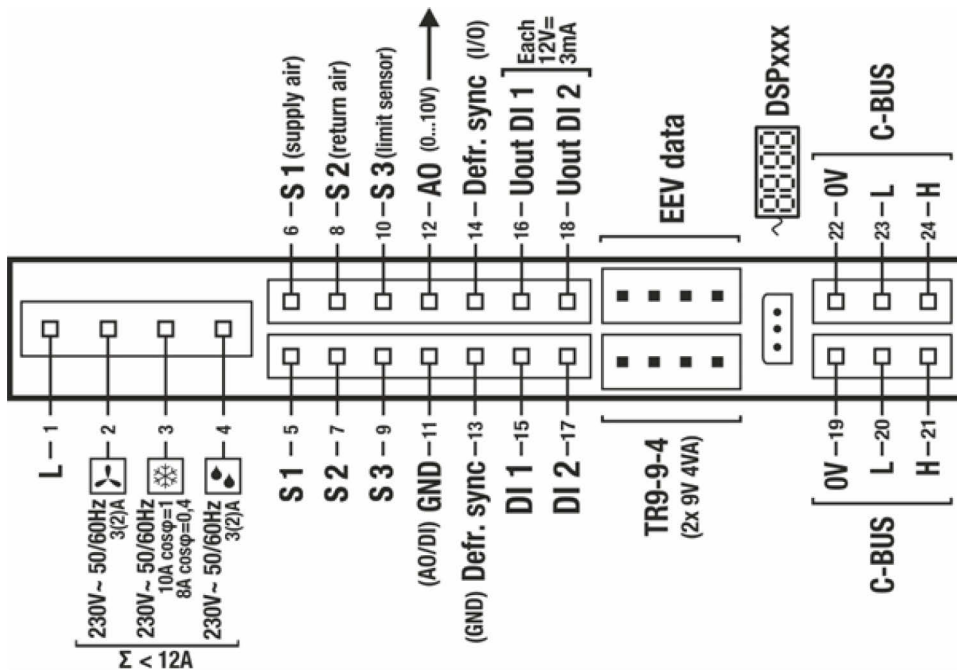 L – 1
230V~ 50/60Hz
3(2)A
2
230V~ 50/60Hz
10A cosφ=1
8A cosφ=0,4
3
230V~ 50/60Hz
3(2)A
4
Σ < 12A
S 1 – 5
S 2 – 7
S 3 – 9
(AO/DI) GND – 11
(GND) Defr. sync – 13
DI 1 – 15
DI 2 – 17
6 – S 1 (supply air)
8 – S 2 (return air)
10 – S 3 (limit sensor)
12 – AO (0...10V)
14 – Defr. sync (I/O)
16 – Uout DI 1
18 – Uout DI 2
Each
12V=
3mA
TR9-9-4
(2x 9V 4VA)
EEV data
DSPxxx
0V – 19
L – 20
H – 21
C-BUS
22 – 0V
23 – L
24 – H
C-BUS